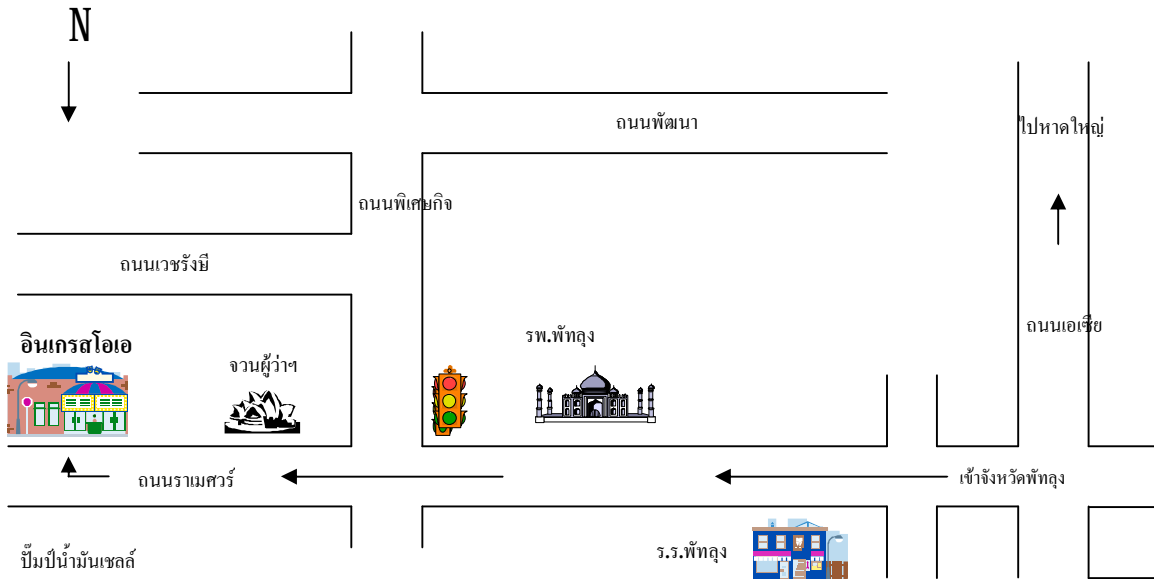 N
ถนนพัฒนา
ไปหาดใหญ่
ถนนพิเศษกิจ
ถนนเวชรังษี
ถนนเอเซีย
อินเกรสโอเอ
รพ.พัทลุง
จวนผู้ว่าฯ
ถนนราเมศวร์
เข้าจังหวัดพัทลุง
ปั๊มป์น้ำมันเชลล์
ร.ร.พัทลุง